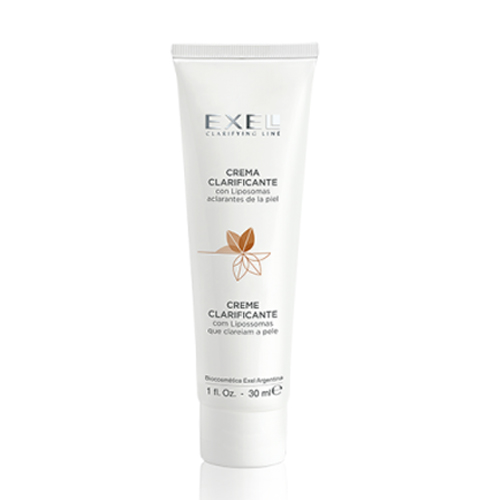 EXEL
CLARIFYING LINE
CREMA
CLARIFICANTE
con Liposomas
aclarantes de la piel
CREME
CLARIFICANTE
com Lipossomas
que clareiam a pele
Biocosmética Exel Argentina
1 fl. Oz. - 30 ml ℮